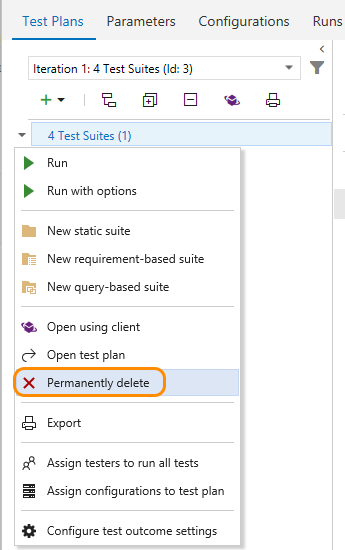 Test Plans Parameters Configurations Runs
Iteration 1: 4 Test Suites (Id: 3)
4 Test Suites (1)
Run
Run with options
New static suite
New requirement-based suite
New query-based suite
Open using client
Open test plan
Permanently delete
Export
Assign testers to run all tests
Assign configurations to test plan
Configure test outcome settings